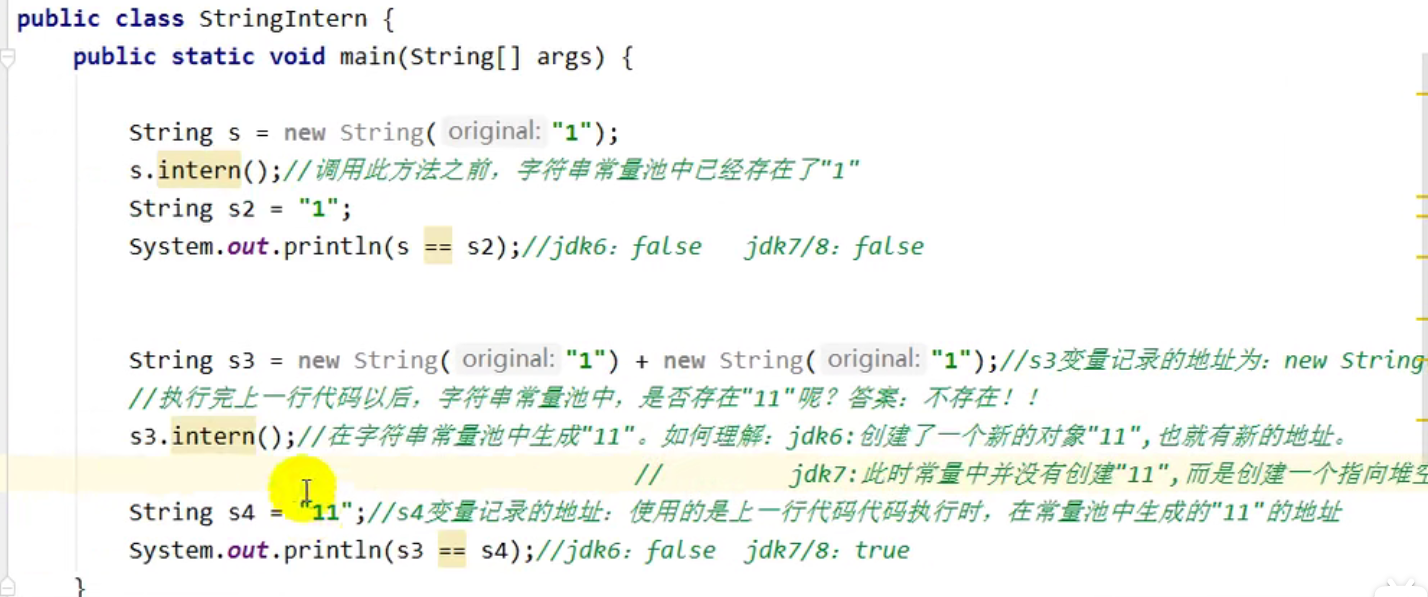 public class StringIntern {
public static void main(String[] args) {
String s = new String( original: "1");
s.intern();//调用此方法之前，字符串常量池中已经存在了"1"
String s2 = "1";
System.out.println(s == s2);//jdk6：false jdk7/8：false
String s3 = new String( original: "1") + new String( original: "1");//s3变量记录的地址为：new String
//执行完上一行代码以后，字符串常量池中，是否存在"11"呢？答案：不存在！！
s3.intern();//在字符串常量池中生成"11"。如何理解：jdk6:创建了一个新的对象"11",也就有新的地址。
// jdk7:此时常量中并没有创建"11",而是创建一个指向堆空
String s4 = "11";//s4变量记录的地址：使用的是上一行代码代码执行时，在常量池中生成的"11"的地址
System.out.println(s3 == s4);//jdk6：false jdk7/8：true
}